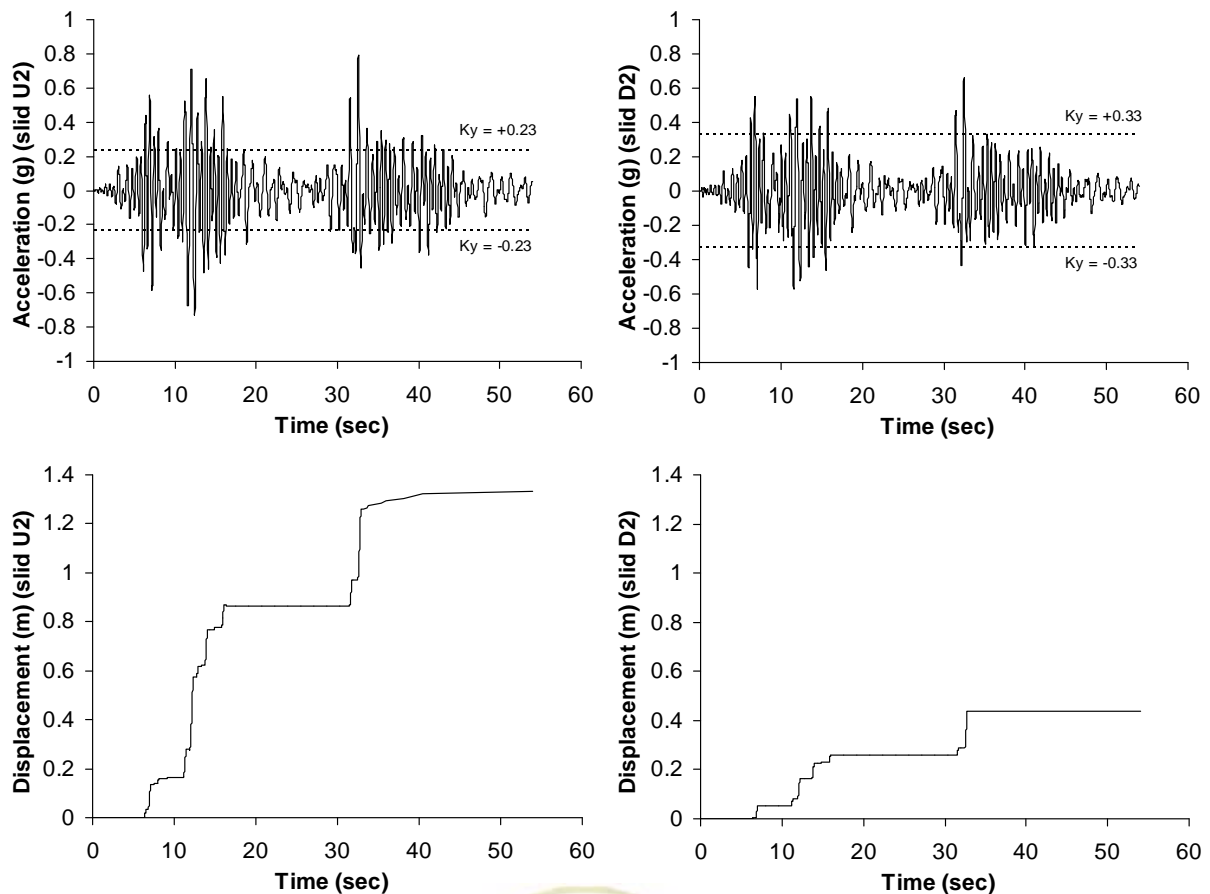 Acceleration (g) (slid U2)
1
0.8
0.6
0.4
0.2
0
-0.2
-0.4
-0.6
-0.8
-1
Ky = +0.23
Ky = -0.23
0 10 20 30 40 50 60
Time (sec)
Acceleration (g) (slid D2)
1
0.8
0.6
0.4
0.2
0
-0.2
-0.4
-0.6
-0.8
-1
Ky = +0.33
Ky = -0.33
0 10 20 30 40 50 60
Time (sec)
Displacement (m) (slid U2)
1.4
1.2
1
0.8
0.6
0.4
0.2
0
0 10 20 30 40 50 60
Time (sec)
Displacement (m) (slid D2)
1.4
1.2
1
0.8
0.6
0.4
0.2
0
0 10 20 30 40 50 60
Time (sec)